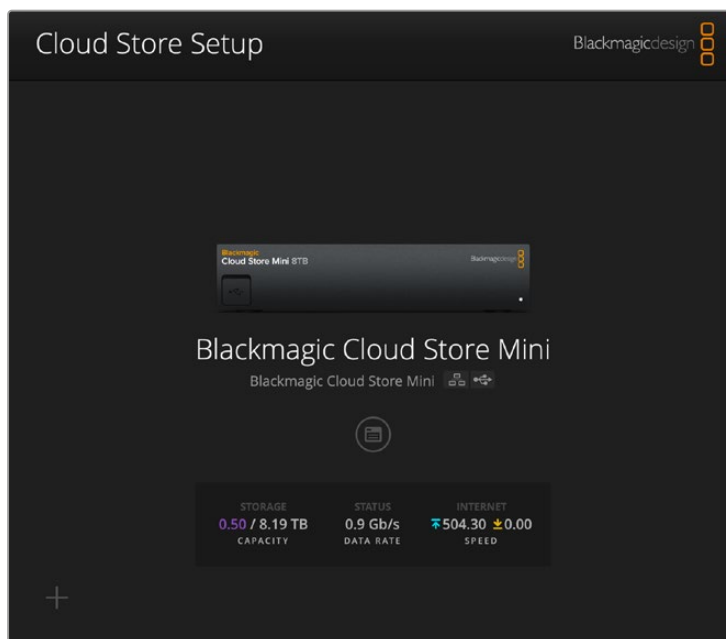 Cloud Store Setup
Blackmagicdesign
Blackmagic
Cloud Store Mini 8TB
Blackmagicdesign
Blackmagic Cloud Store Mini
Blackmagic Cloud Store Mini
STORAGE STATUS INTERNET
0.50 / 8.19 TB 0.9 Gb/s 504.30 0.00
CAPACITY DATA RATE SPEED